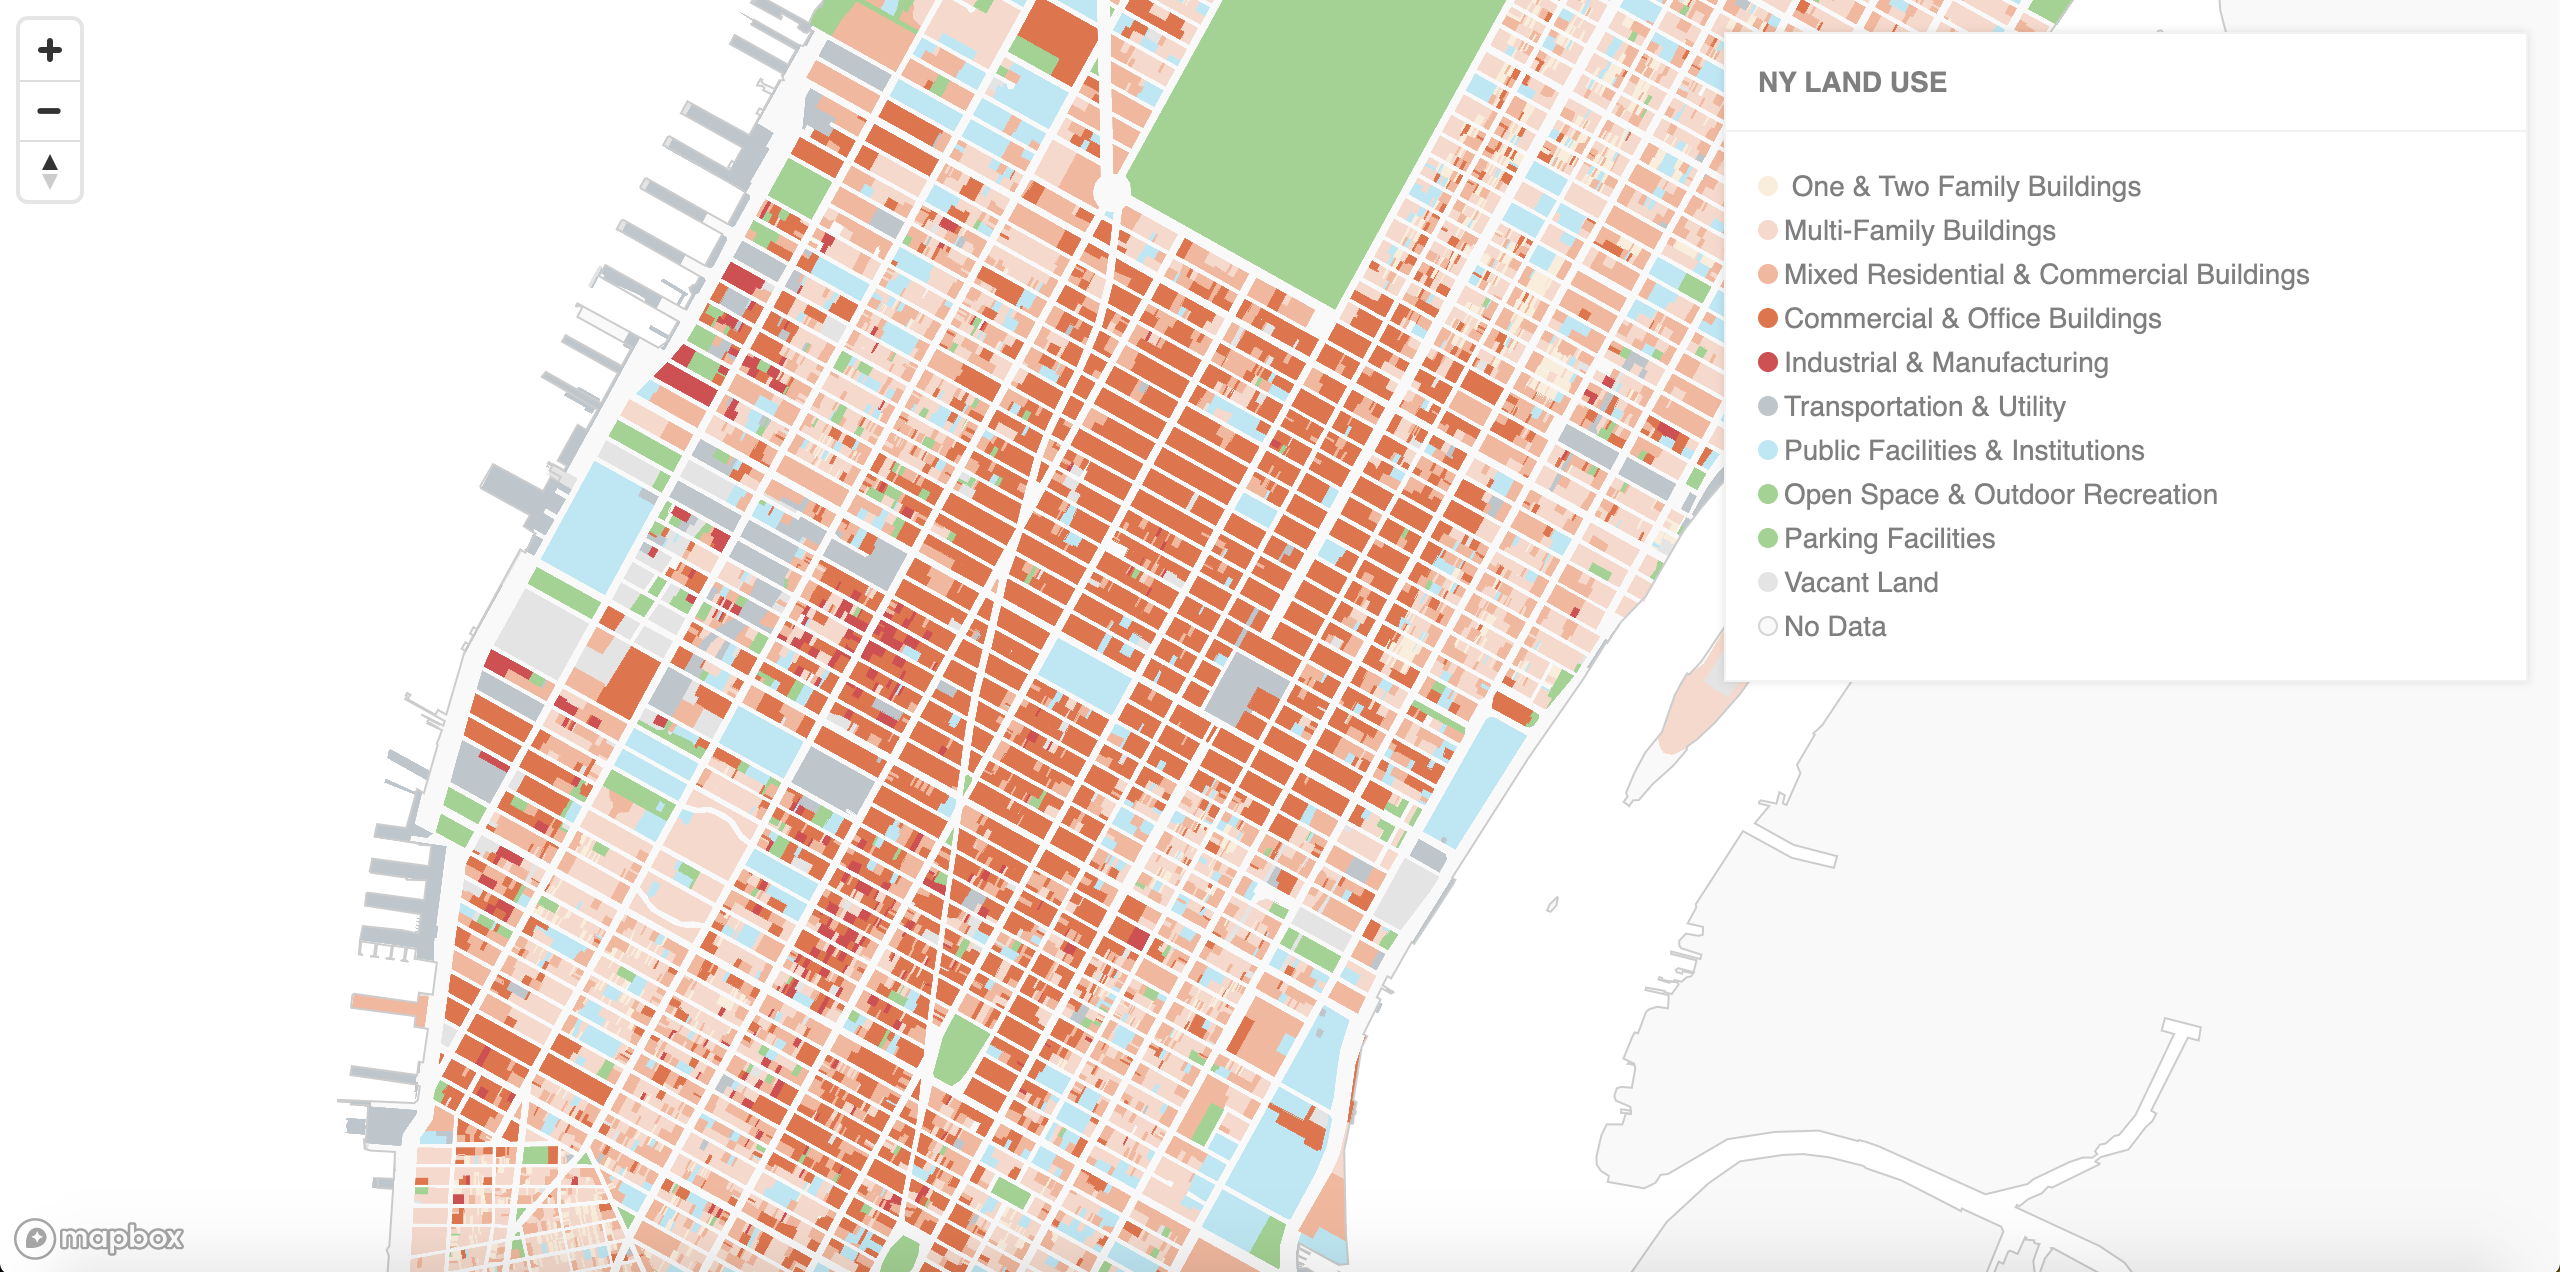 NY LAND USE
One & Two Family Buildings
Multi-Family Buildings
Mixed Residential & Commercial Buildings
Commercial & Office Buildings
Industrial & Manufacturing
Transportation & Utility
Public Facilities & Institutions
Open Space & Outdoor Recreation
Parking Facilities
Vacant Land
No Data
mapbox